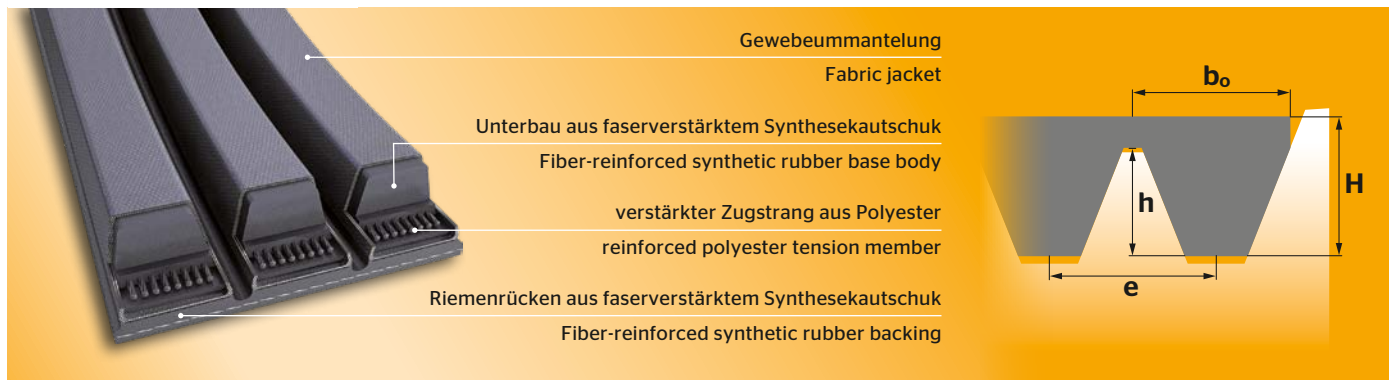 Gewebeummantelung
Fabric jacket
Unterbau aus faserverstärktem Synthesekautschuk
Fiber-reinforced synthetic rubber base body
verstärkter Zugstrang aus Polyester
reinforced polyester tension member
Riemenrücken aus faserverstärktem Synthesekautschuk
Fiber-reinforced synthetic rubber backing
bo
h
H
e